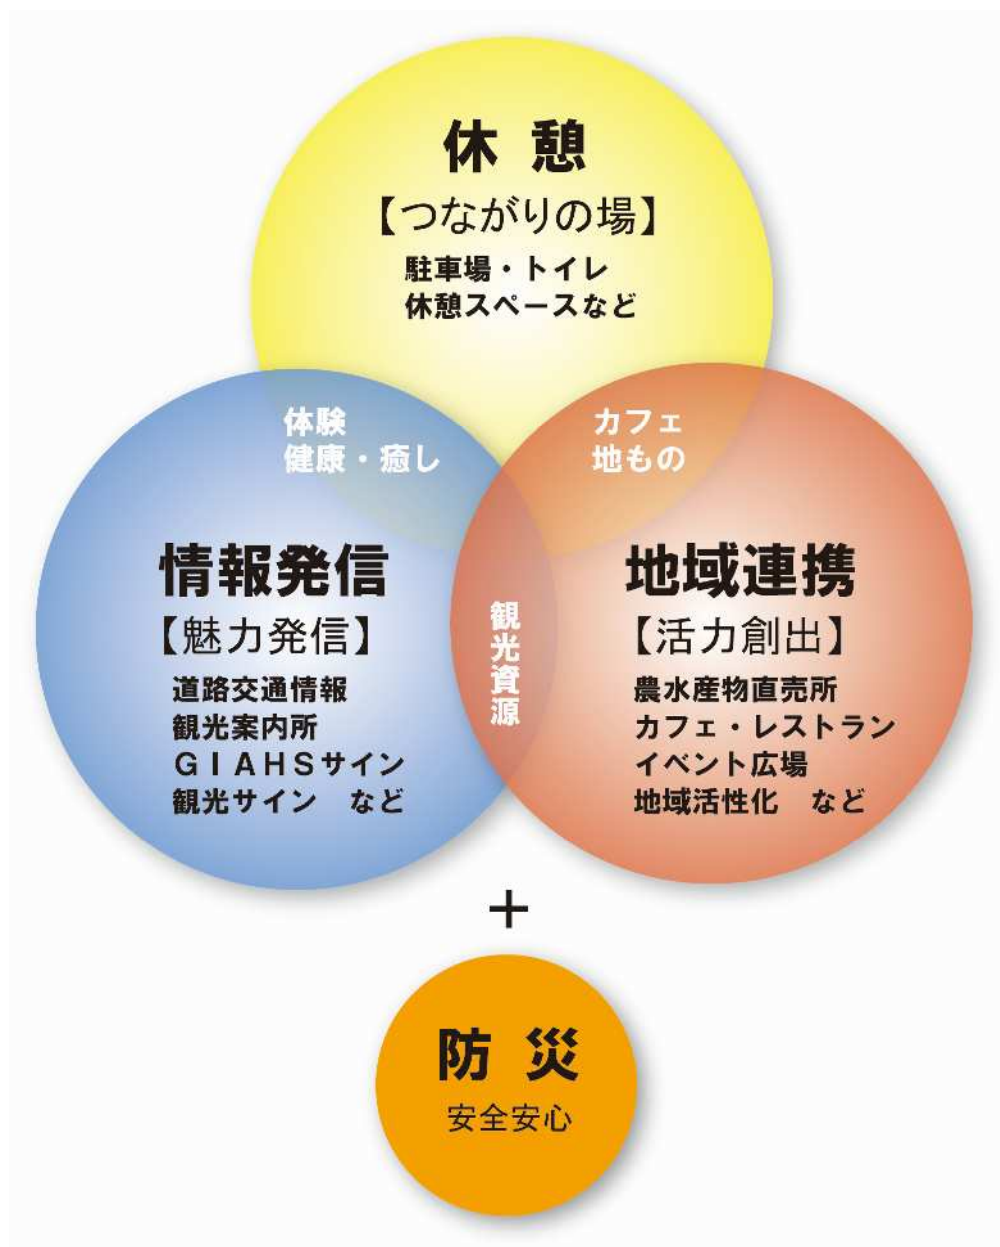 休 憩
【つながりの場】
駐車場・トイレ
休憩スペースなど
体験
健康・癒し
カフェ
地もの
情報発信
【魅力発信】
道路交通情報
観光案内所
ＧＩＡＨＳサイン
観光サイン　など
観光資源
地域連携
【活力創出】
農水産物直売所
カフェ・レストラン
イベント広場
地域活性化　など
＋
防 災
安全安心